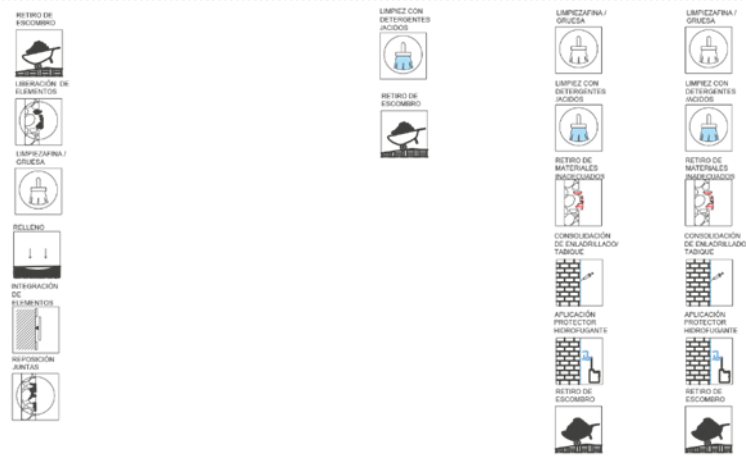 RETIRO DE
ESCOMBRO
LIBERACIÓN DE
ELEMENTOS
LIMPIEZAFINA /
GRUESA
RELLENO
INTEGRACIÓN
DE
ELEMENTOS
REPOSICIÓN
JUNTAS
LIMPIEZ CON
DETERGENTES
/ACIDOS
RETIRO DE
ESCOMBRO
LIMPIEZAFINA /
GRUESA
LIMPIEZ CON
DETERGENTES
/ACIDOS
RETIRO DE
MATERIALES
INADECUADOS
CONSOLIDACIÓN
DE ENLADRILLADO/
TABIQUE
APLICACIÓN
PROTECTOR
HIDROFUGANTE
RETIRO DE
ESCOMBRO
LIMPIEZAFINA /
GRUESA
LIMPIEZ CON
DETERGENTES
/ACIDOS
RETIRO DE
MATERIALES
INADECUADOS
CONSOLIDACIÓN
DE ENLADRILLADO
TABIQUE
APLICACIÓN
PROTECTOR
HIDROFUGANTE
RETIRO DE
ESCOMBRO